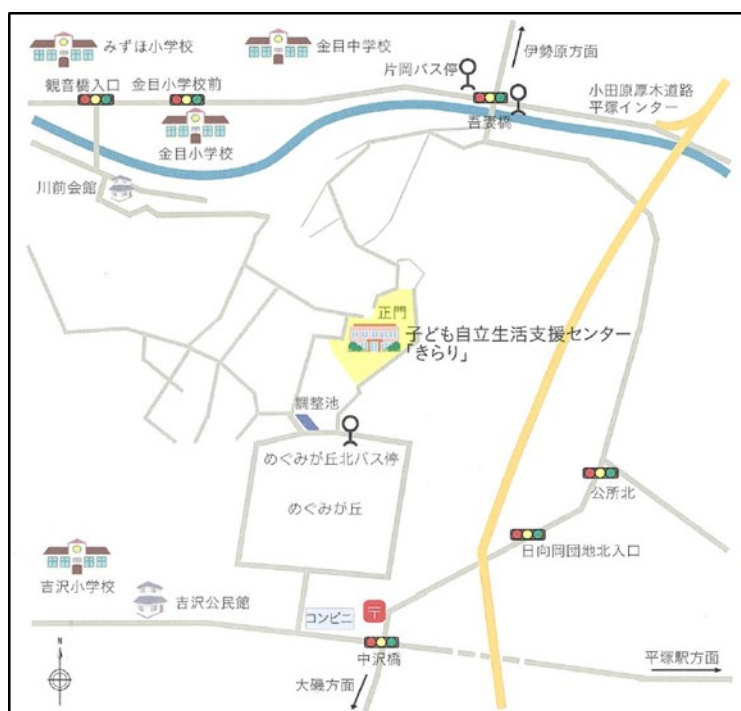 みずほ小学校
金目中学校
伊勢原方面
片岡バス停
小田原厚木道路
平塚インター
観音橋入口
金目小学校前
吾妻橋
金目小学校
川前会館
正門
子ども自立生活支援センター
「きらり」
調整池
めぐみが丘北バス停
めぐみが丘
公所北
日向岡団地北入口
吉沢小学校
吉沢公民館
コンビニ
〒
中沢橋
平塚駅方面
大磯方面
N